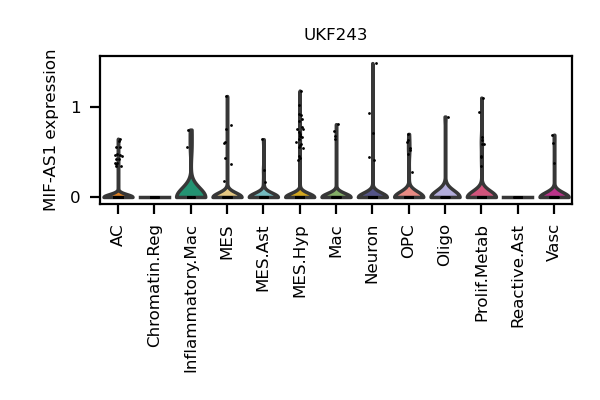 UKF243
MIF-AS1 expression
1
0
AC
Chromatin.Reg
Inflammatory.Mac
MES
MES.Ast
MES.Hyp
Mac
Neuron
OPC
Oligo
Prolif.Metab
Reactive.Ast
Vasc